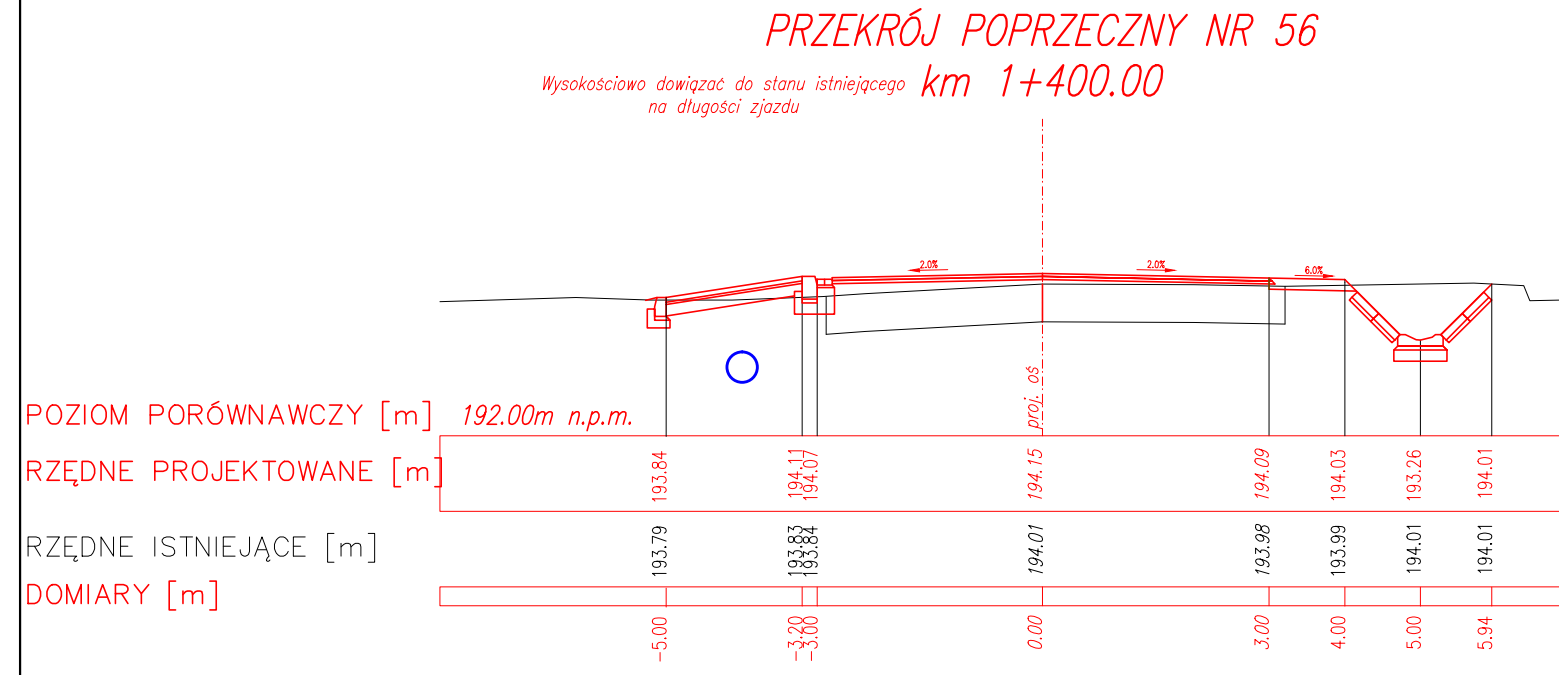 PRZEKRÓJ POPRZECZNY NR 56
Wysokościowo dowiązać do stanu istniejącego
na długości zjazdu
km 1+400.00
2.0%
2.0%
6.0%
proj. oś
POZIOM PORÓWNAWCZY [m] 192.00m n.p.m.
RZĘDNE PROJEKTOWANE [m] 193.84 194.11 194.07 194.15 194.09 194.03 193.26 194.01
RZĘDNE ISTNIEJĄCE [m] 193.79 193.83 193.84 194.01 193.98 193.99 194.01 194.01
DOMIARY [m] -5.00 -3.20 -3.00 0.00 3.00 4.00 5.00 5.94